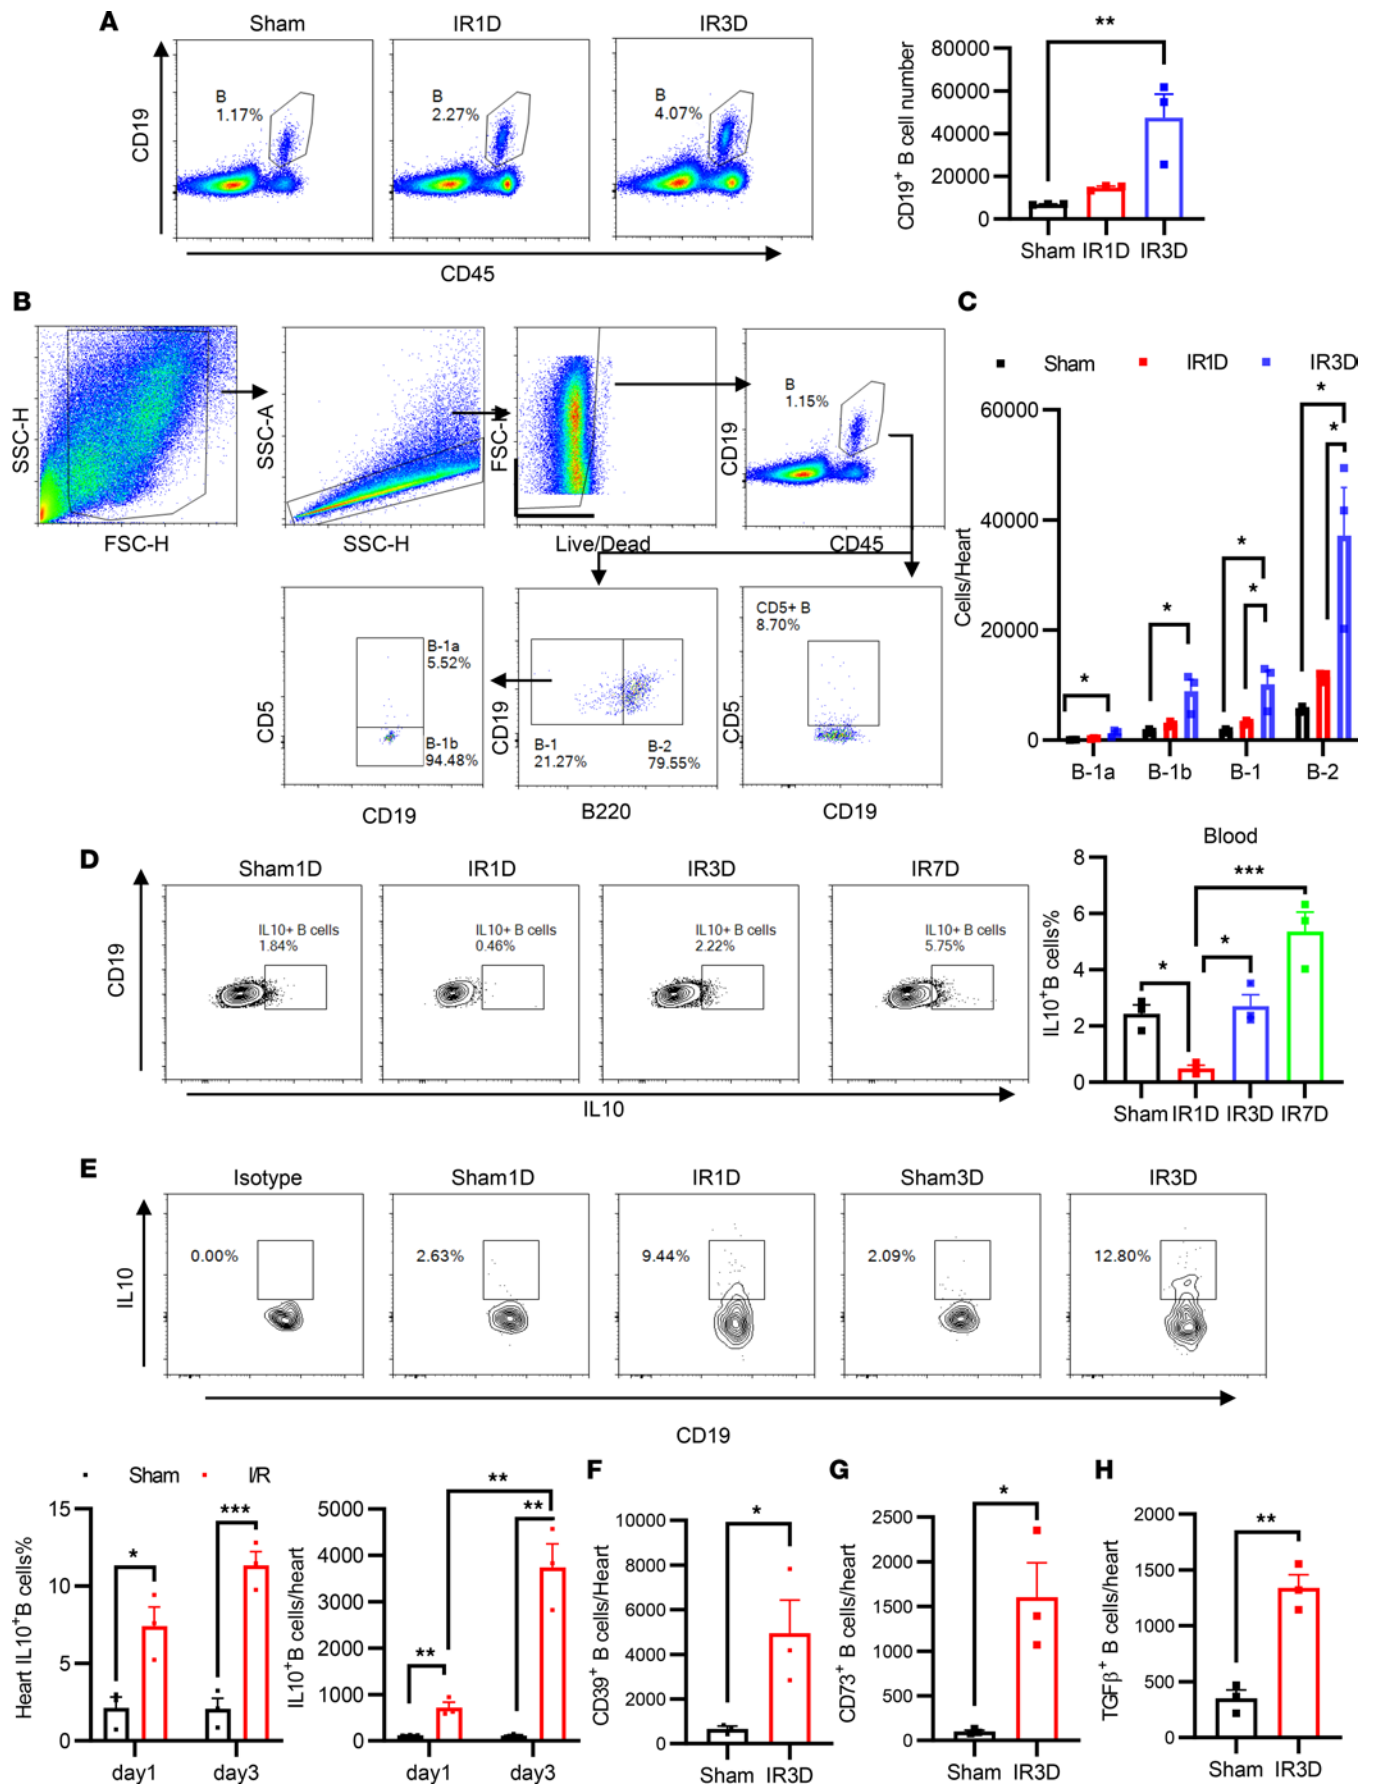 A
Sham
IR1D
IR3D
CD19
B
1.17%
B
2.27%
B
4.07%
CD45
CD19+ B cell number
80000
60000
40000
20000
0
**
Sham IR1D IR3D
B
SSC-H
FSC-H
SSC-A
SSC-H
FSC-
Live/Dead
CD19
B
1.15%
CD45
CD5
B-1a
5.52%
B-1b
94.48%
CD19
CD19
B-1
21.27%
B-2
79.55%
B220
CD5
CD5+ B
8.70%
CD19
C
Sham IR1D IR3D
Cells/Heart
60000
40000
20000
0
*
*
*
*
*
*
B-1a B-1b B-1 B-2
D
Sham1D
IR1D
IR3D
IR7D
CD19
IL10+ B cells
1.84%
IL10+ B cells
0.46%
IL10+ B cells
2.22%
IL10+ B cells
5.75%
IL10
Blood
IL10+B cells%
8
6
4
2
0
*
*
***
Sham IR1D IR3D IR7D
E
Isotype
Sham1D
IR1D
Sham3D
IR3D
IL10
0.00%
2.63%
9.44%
2.09%
12.80%
CD19
Sham I/R
Heart IL10+B cells%
15
10
5
0
*
***
day1 day3
IL10+B cells/heart
5000
4000
3000
2000
1000
0
**
**
**
day1 day3
F
CD39+ B cells/Heart
10000
8000
6000
4000
2000
0
*
Sham IR3D
G
CD73+ B cells/heart
2500
2000
1500
1000
500
0
*
Sham IR3D
H
TGFβ+ B cells/heart
2000
1500
1000
500
0
**
Sham IR3D